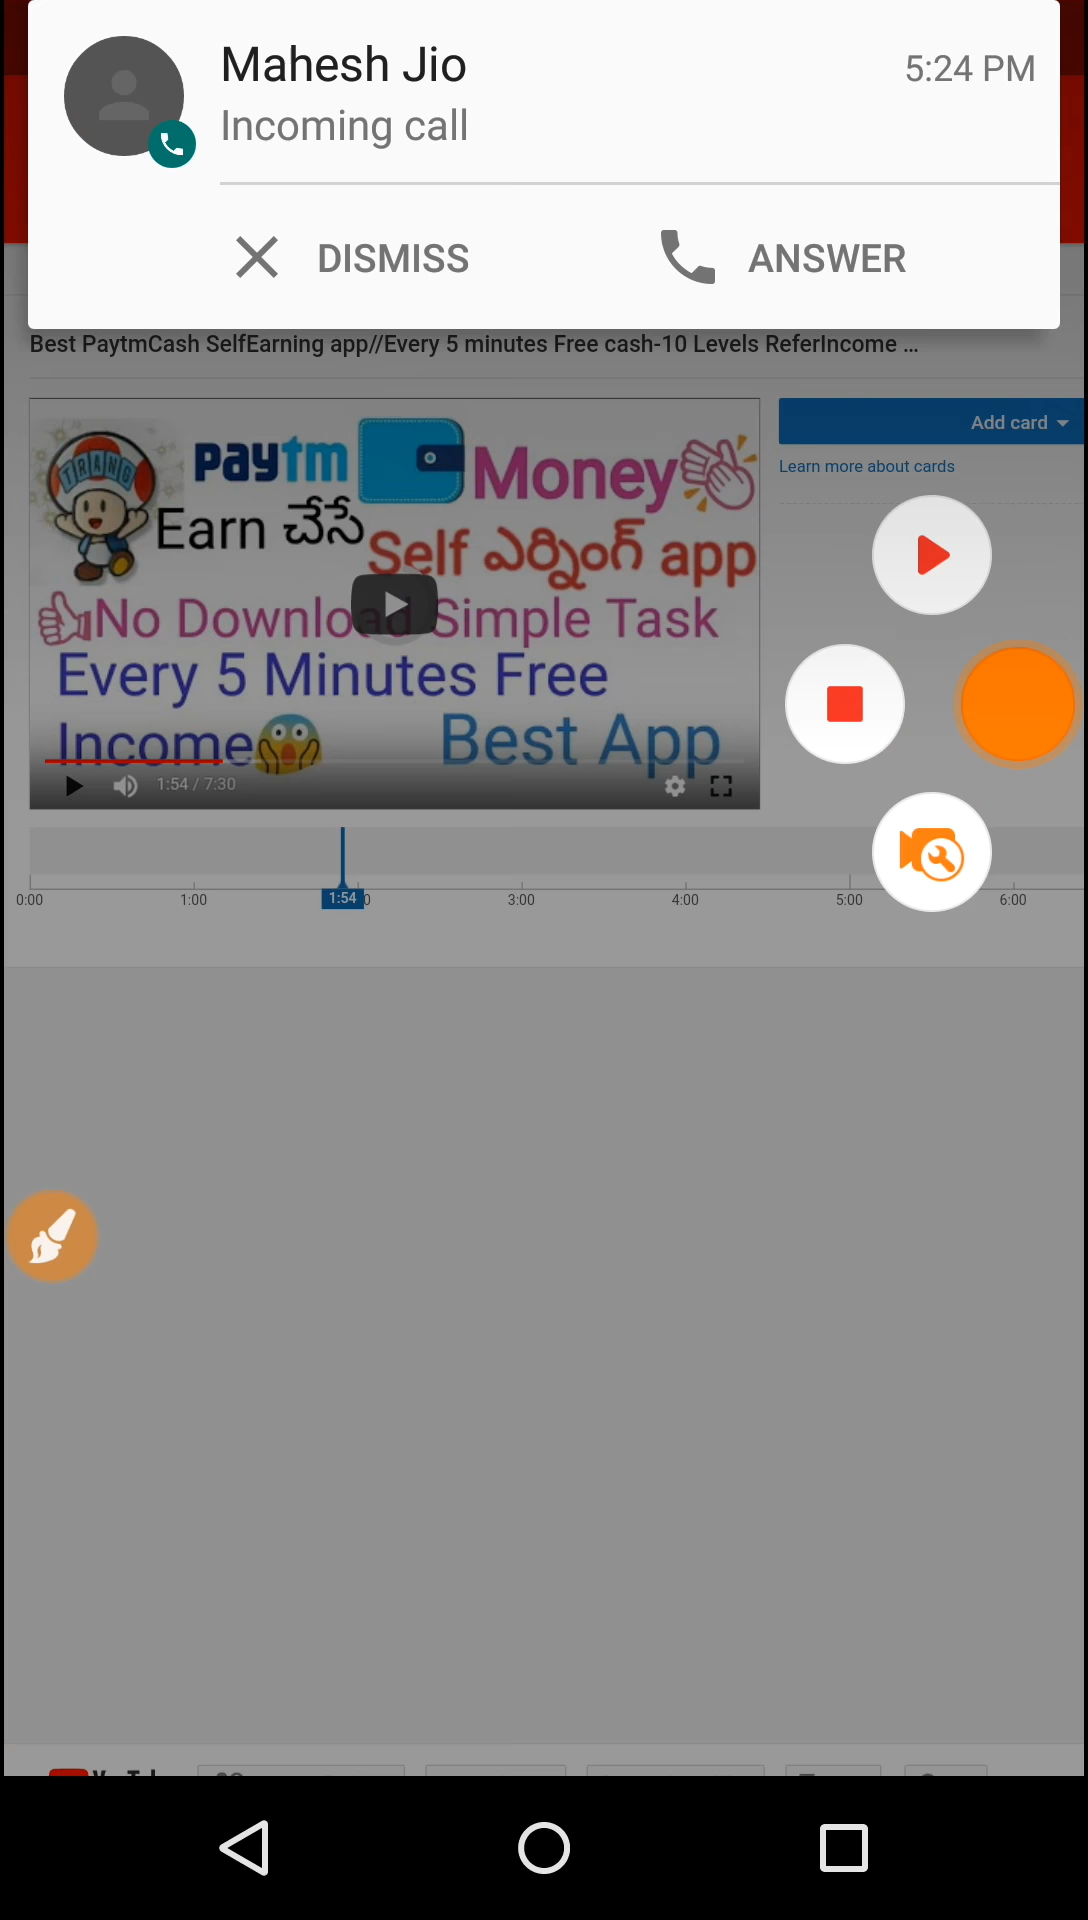 Mahesh Jio
5:24 PM
Incoming call
DISMISS
ANSWER
Best PaytmCash SelfEarning app//Every 5 minutes Free cash-10 Levels ReferIncome ...
Add card
Learn more about cards
TRANG
paytm
Money
Earn చేసే
Self ఎర్నింగ్ app
No Download Simple Task
Every 5 Minutes Free
Income
Best App
1:54 / 7:30
0:00
1:00
1:54
3:00
4:00
5:00
6:00